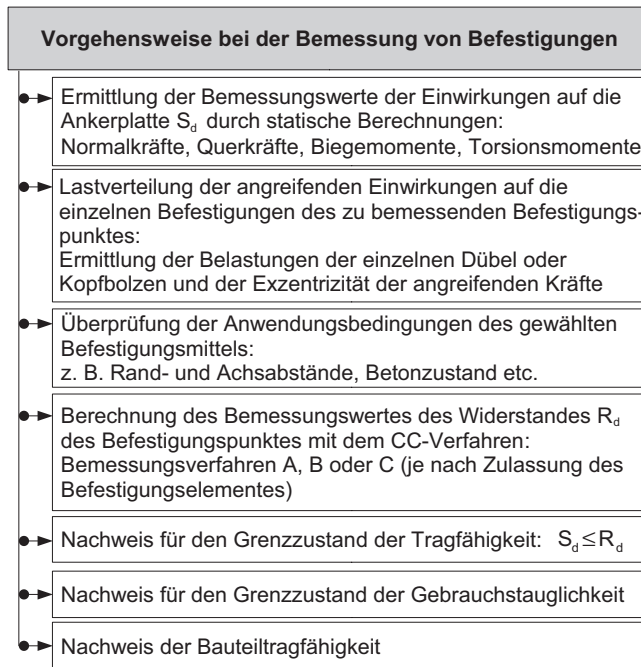 Vorgehensweise bei der Bemessung von Befestigungen
Ermittlung der Bemessungswerte der Einwirkungen auf die
Ankerplatte S_d durch statische Berechnungen:
Normalkräfte, Querkräfte, Biegemomente, Torsionsmomente
Lastverteilung der angreifenden Einwirkungen auf die
einzelnen Befestigungen des zu bemessenden Befestigungs-
punktes:
Ermittlung der Belastungen der einzelnen Dübel oder
Kopfbolzen und der Exzentrizität der angreifenden Kräfte
Überprüfung der Anwendungsbedingungen des gewählten
Befestigungsmittels:
z. B. Rand- und Achsabstände, Betonzustand etc.
Berechnung des Bemessungswertes des Widerstandes R_d
des Befestigungspunktes mit dem CC-Verfahren:
Bemessungsverfahren A, B oder C (je nach Zulassung des
Befestigungselementes)
Nachweis für den Grenzzustand der Tragfähigkeit: S_d ≤ R_d
Nachweis für den Grenzzustand der Gebrauchstauglichkeit
Nachweis der Bauteiltragfähigkeit